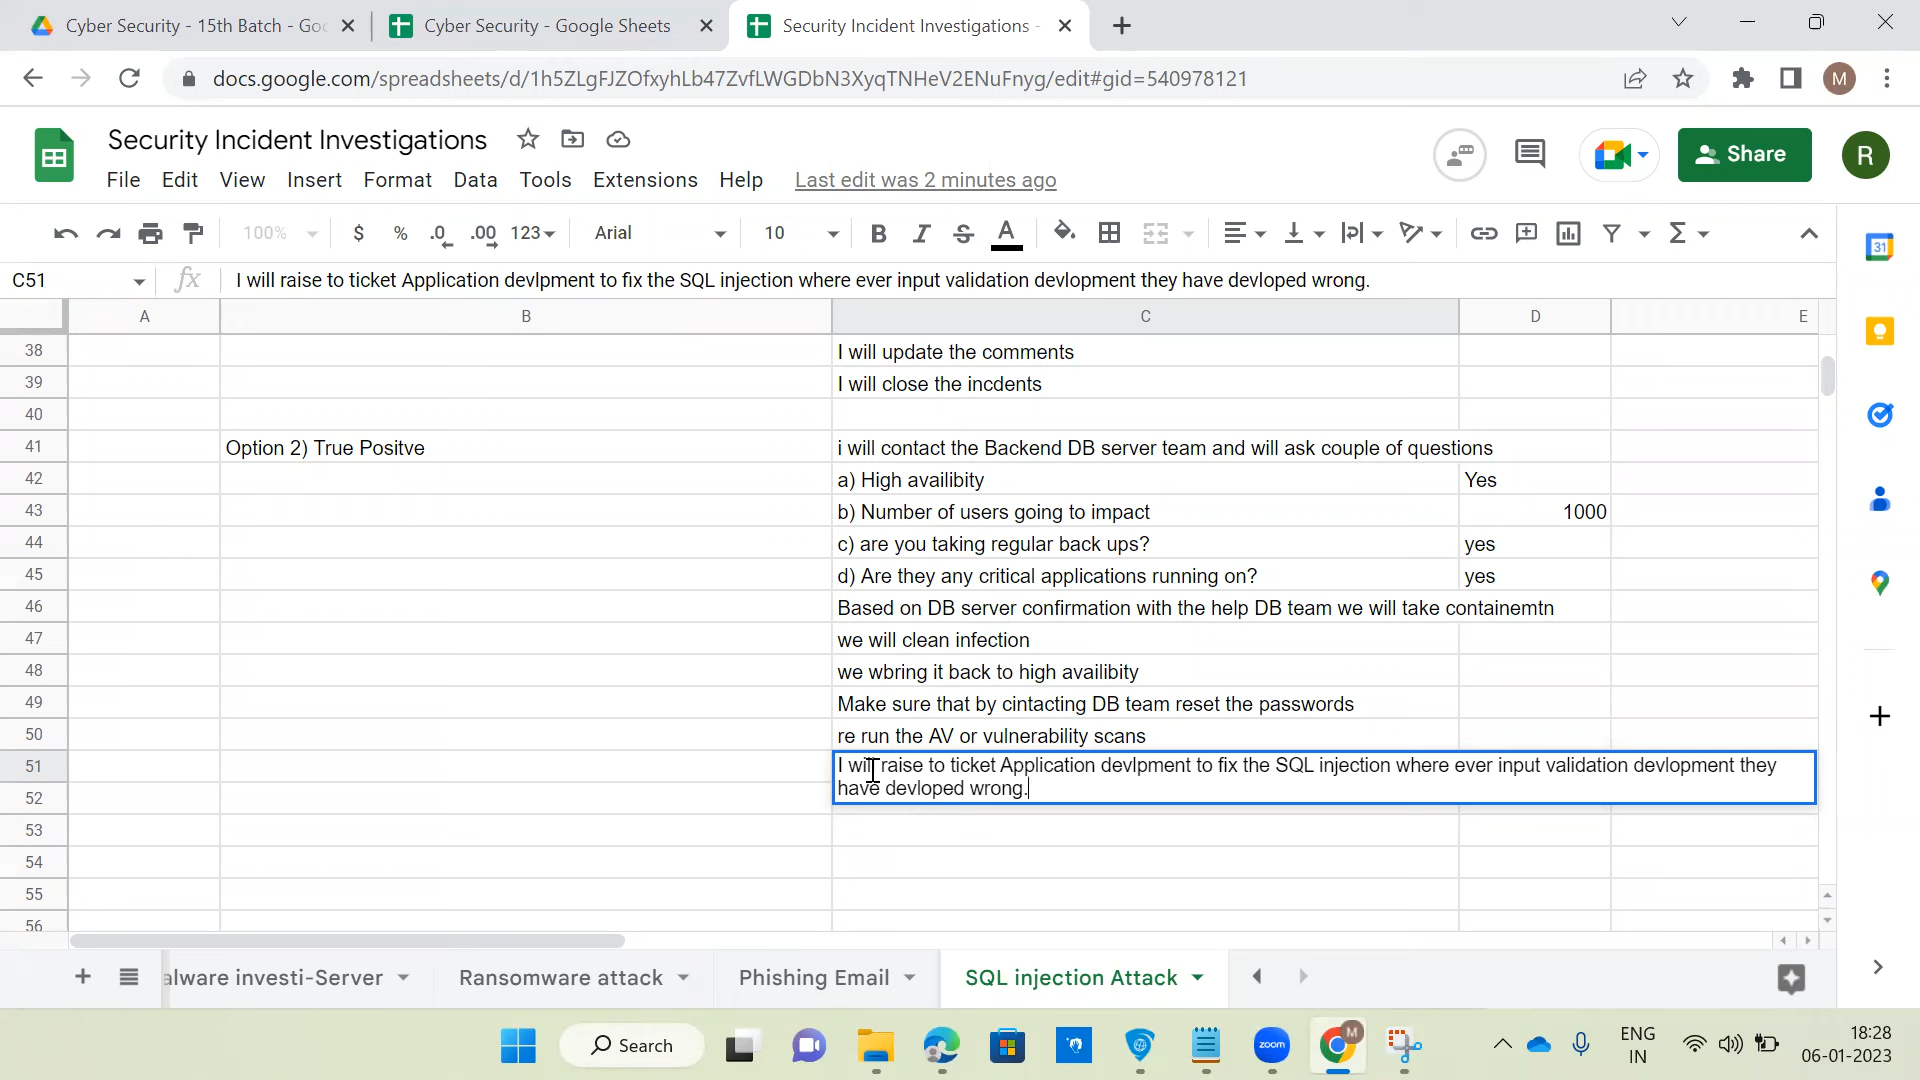 Cyber Security - 15th Batch - Goo
Cyber Security - Google Sheets
Security Incident Investigations -
docs.google.com/spreadsheets/d/1h5ZLgFJZOfxyhLb47ZvfLWGDbN3XyqTNHeV2ENuFnyg/edit#gid=540978121
M
Security Incident Investigations
Share
R
File Edit View Insert Format Data Tools Extensions Help Last edit was 2 minutes ago
100% $ % .0 .00 123 Arial 10 B I S A
31
C51 fx I will raise to ticket Application devlpment to fix the SQL injection where ever input validation devlopment they have devloped wrong.
A B C D E
38 I will update the comments
39 I will close the incdents
40
41 Option 2) True Positve i will contact the Backend DB server team and will ask couple of questions
42 a) High availibity Yes
43 b) Number of users going to impact 1000
44 c) are you taking regular back ups? yes
45 d) Are they any critical applications running on? yes
46 Based on DB server confirmation with the help DB team we will take containemtn
47 we will clean infection
48 we wbring it back to high availibity
49 Make sure that by cintacting DB team reset the passwords
50 re run the AV or vulnerability scans
51 I will raise to ticket Application devlpment to fix the SQL injection where ever input validation devlopment they
52 have devloped wrong.
53
54
55
56
alware investi-Server Ransomware attack Phishing Email SQL injection Attack
Search
zoom
M
ENG
IN
18:28
06-01-2023